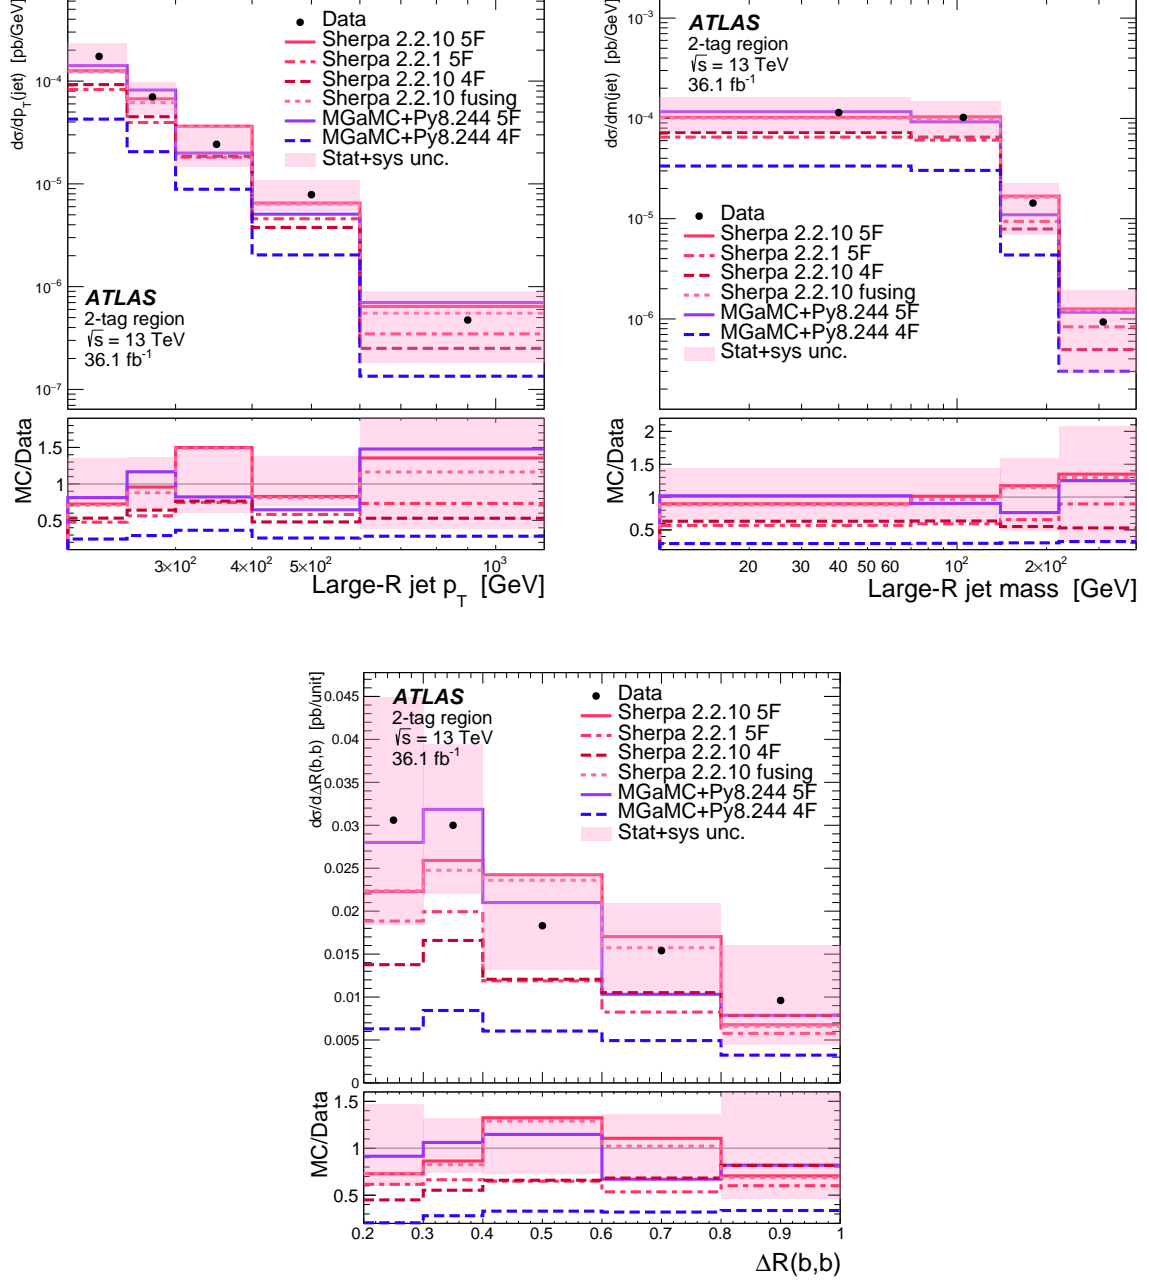 dσ/dp_T(jet) [pb/GeV]
Data
Sherpa 2.2.10 5F
Sherpa 2.2.1 5F
Sherpa 2.2.10 4F
Sherpa 2.2.10 fusing
MGaMC+Py8.244 5F
MGaMC+Py8.244 4F
Stat+sys unc.
10⁻⁴
10⁻⁵
10⁻⁶
10⁻⁷
ATLAS
2-tag region
√s = 13 TeV
36.1 fb⁻¹
MC/Data
1.5
1
0.5
3×10² 4×10² 5×10² 10³
Large-R jet p_T [GeV]
dσ/dm(jet) [pb/GeV]
10⁻³
10⁻⁴
10⁻⁵
10⁻⁶
ATLAS
2-tag region
√s = 13 TeV
36.1 fb⁻¹
Data
Sherpa 2.2.10 5F
Sherpa 2.2.1 5F
Sherpa 2.2.10 4F
Sherpa 2.2.10 fusing
MGaMC+Py8.244 5F
MGaMC+Py8.244 4F
Stat+sys unc.
MC/Data
2
1.5
1
0.5
20 30 40 50 60 10² 2×10²
Large-R jet mass [GeV]
dσ/dΔR(b,b) [pb/unit]
0.045
0.04
0.035
0.03
0.025
0.02
0.015
0.01
0.005
0
ATLAS
2-tag region
√s = 13 TeV
36.1 fb⁻¹
Data
Sherpa 2.2.10 5F
Sherpa 2.2.1 5F
Sherpa 2.2.10 4F
Sherpa 2.2.10 fusing
MGaMC+Py8.244 5F
MGaMC+Py8.244 4F
Stat+sys unc.
MC/Data
1.5
1
0.5
0.2 0.3 0.4 0.5 0.6 0.7 0.8 0.9 1
ΔR(b,b)